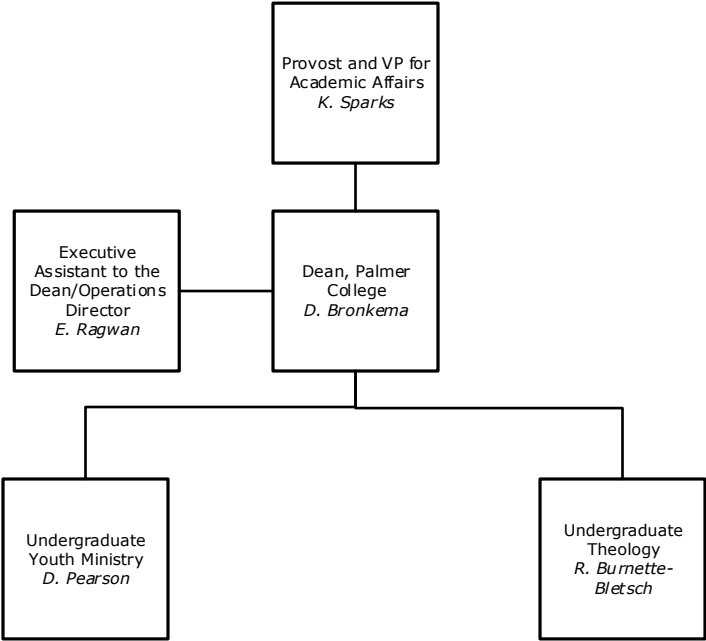 Provost and VP for
Academic Affairs
K. Sparks
Executive
Assistant to the
Dean/Operations
Director
E. Ragwan
Dean, Palmer
College
D. Bronkema
Undergraduate
Youth Ministry
D. Pearson
Undergraduate
Theology
R. Burnette-
Bletsch